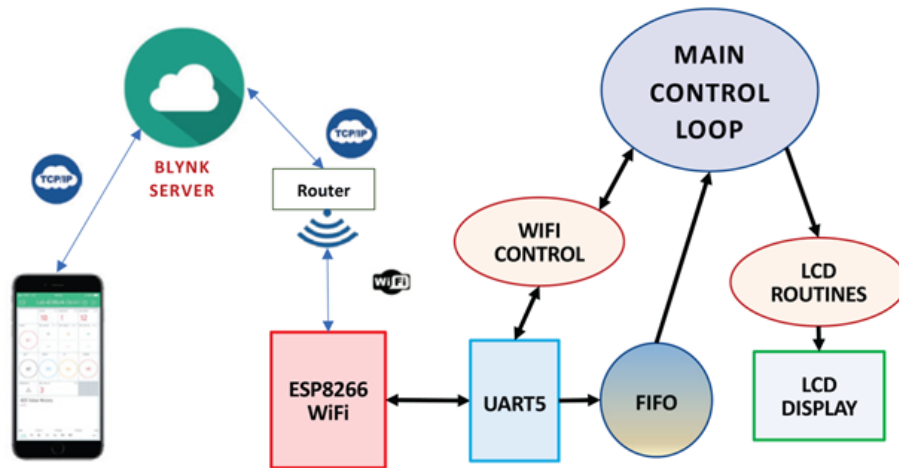 MAIN
CONTROL
LOOP
TCP/IP
TCP/IP
BLYNK
SERVER
Router
WIFI
CONTROL
LCD
ROUTINES
WiFi
ESP8266
WiFi
UART5
FIFO
LCD
DISPLAY